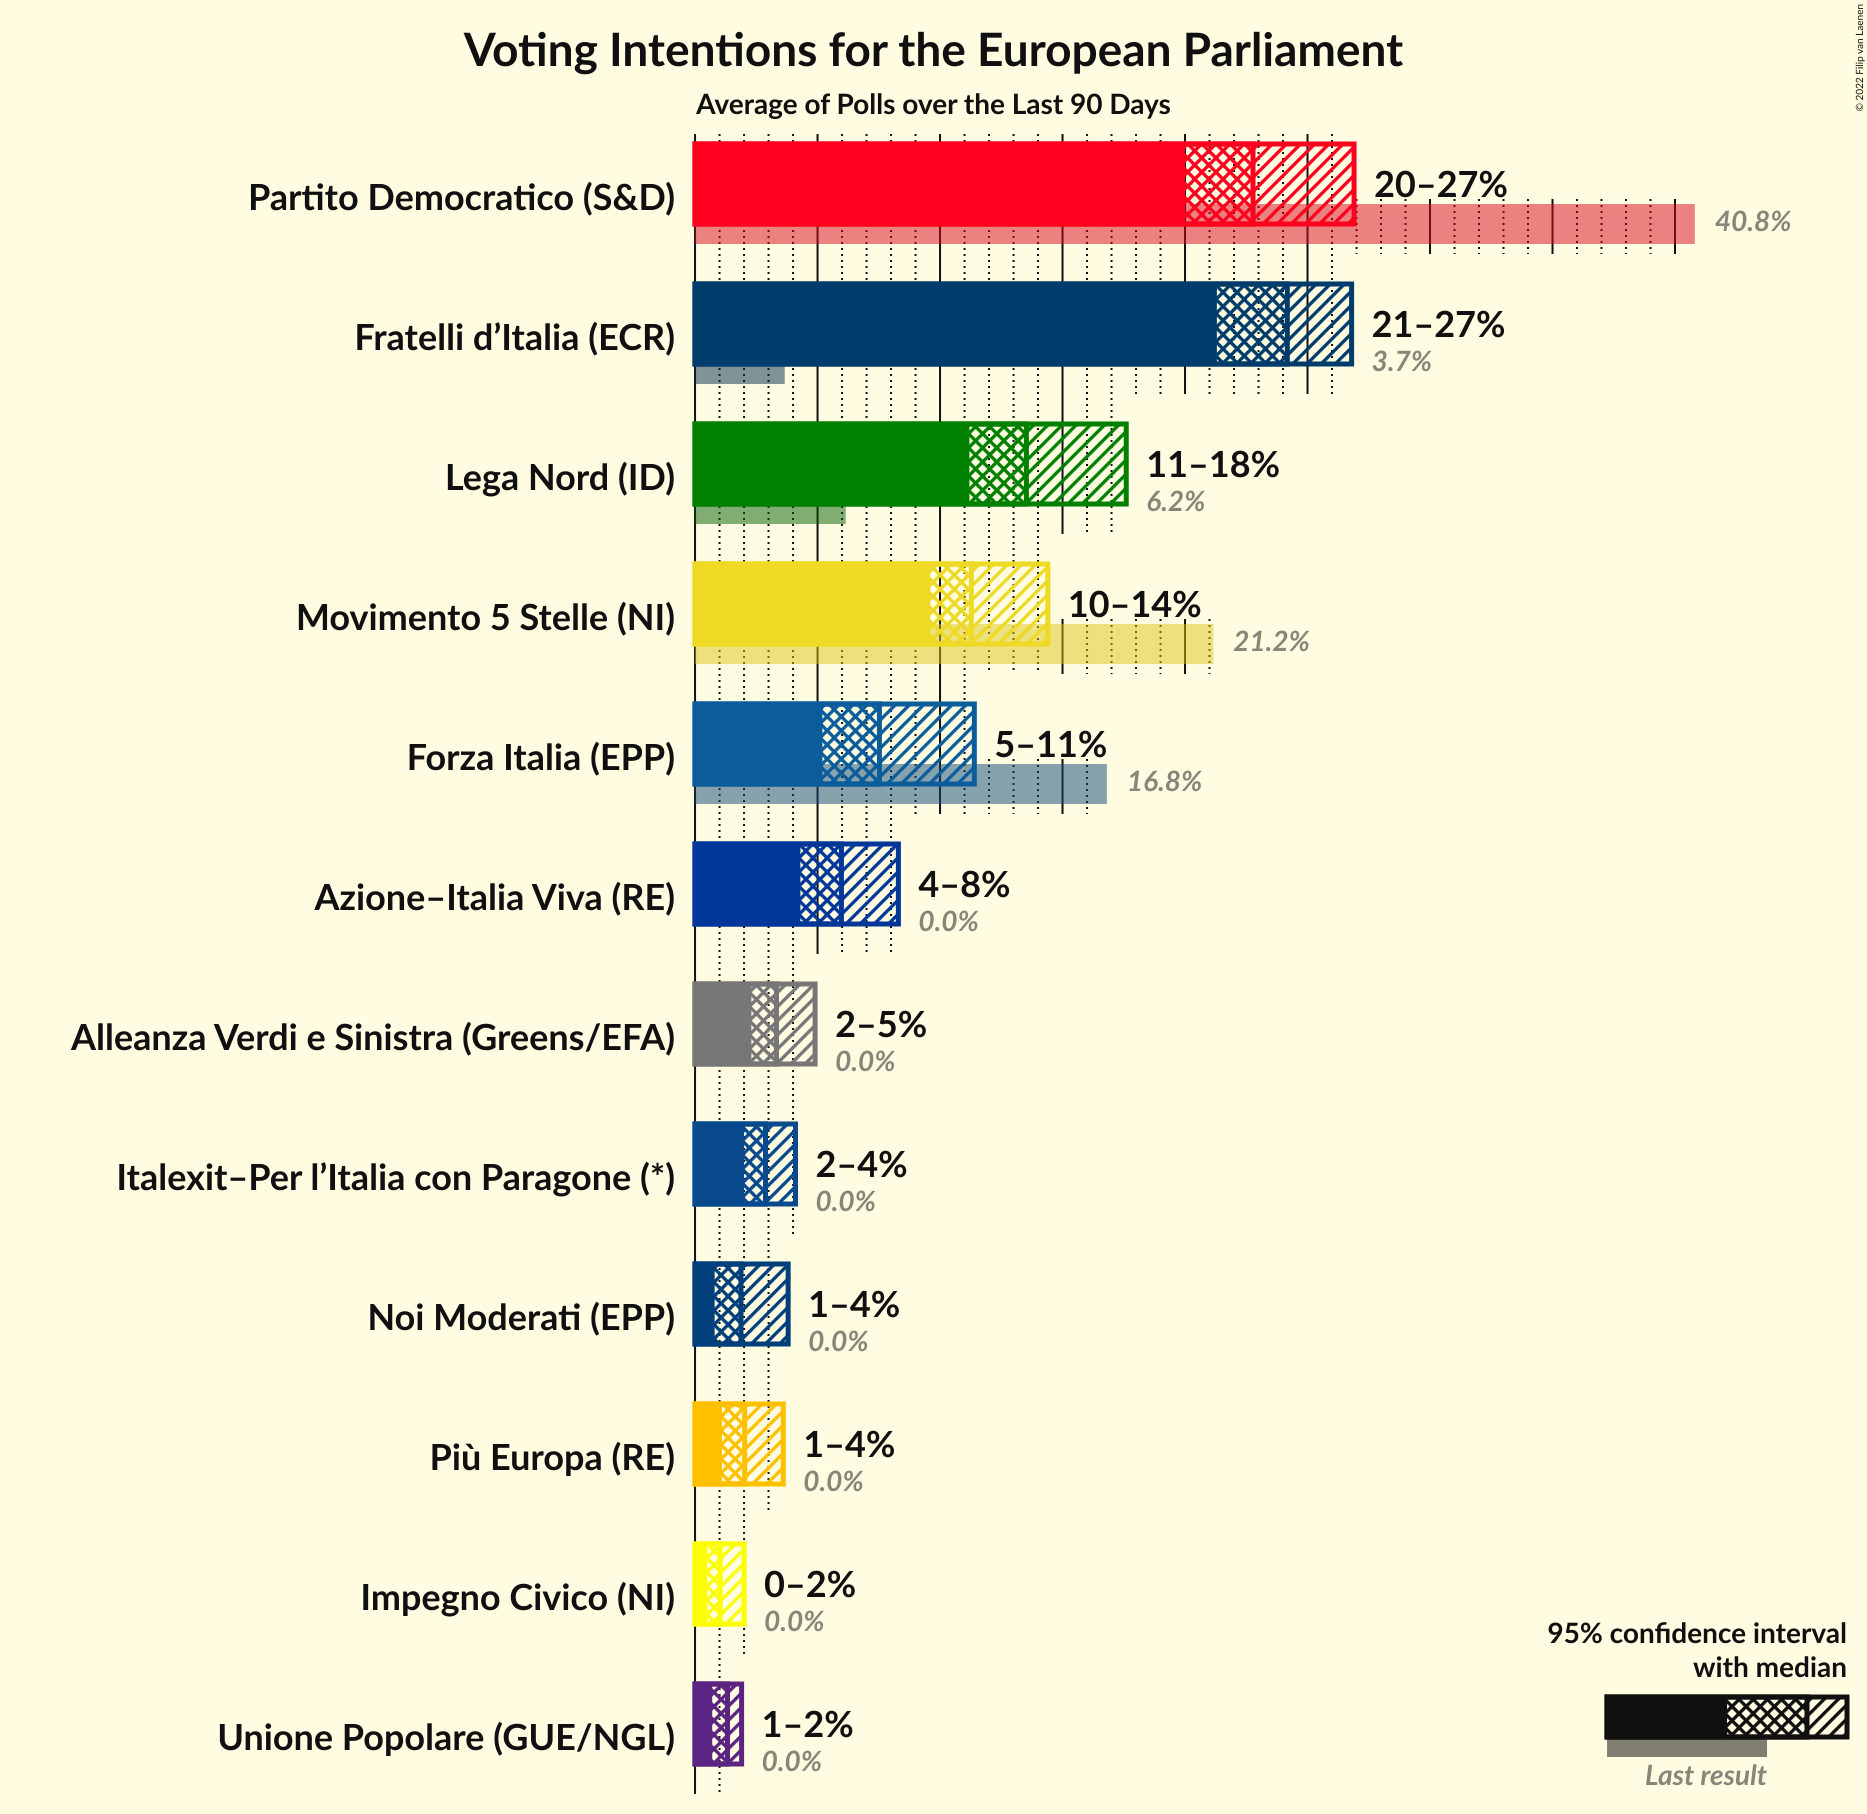 Voting Intentions for the European Parliament
Average of Polls over the Last 90 Days
© 2022 Filip van Laenen
Partito Democratico (S&D)
20–27%
40.8%
Fratelli d’Italia (ECR)
21–27%
3.7%
Lega Nord (ID)
11–18%
6.2%
Movimento 5 Stelle (NI)
10–14%
21.2%
Forza Italia (EPP)
5–11%
16.8%
Azione–Italia Viva (RE)
4–8%
0.0%
Alleanza Verdi e Sinistra (Greens/EFA)
2–5%
0.0%
Italexit–Per l’Italia con Paragone (*)
2–4%
0.0%
Noi Moderati (EPP)
1–4%
0.0%
Più Europa (RE)
1–4%
0.0%
Impegno Civico (NI)
0–2%
0.0%
Unione Popolare (GUE/NGL)
1–2%
0.0%
95% confidence interval
with median
Last result